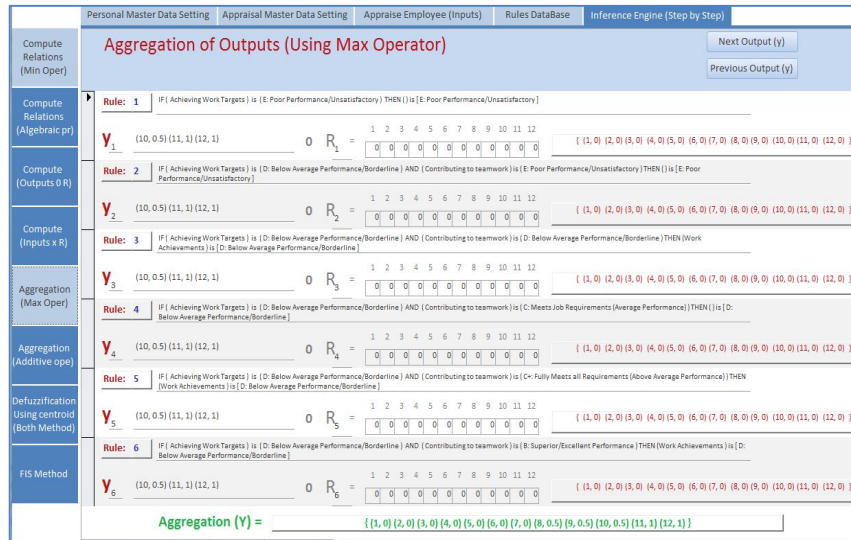 Personal Master Data Setting Appraisal Master Data Setting Appraise Employee (Inputs) Rules DataBase Inference Engine (Step by Step)
Compute Relations (Min Oper)
Compute Relations (Algebraic pr)
Compute (Outputs 0 R)
Compute (Inputs x R)
Aggregation (Max Oper)
Aggregation (Additive ope)
Defuzzification Using centroid (Both Method)
FIS Method
Aggregation of Outputs (Using Max Operator)
Next Output (y)
Previous Output (y)
Rule: 1 IF ( Achieving Work Targets ) is ( E: Poor Performance/Unsatisfactory ) THEN ( ) is [ E: Poor Performance/Unsatisfactory ]
1 2 3 4 5 6 7 8 9 10 11 12
y1 (10, 0.5) (11, 1) (12, 1) 0 R1 = 0 0 0 0 0 0 0 0 0 0 0 0 { (1, 0) (2, 0) (3, 0) (4, 0) (5, 0) (6, 0) (7, 0) (8, 0) (9, 0) (10, 0) (11, 0) (12, 0) }
Rule: 2 IF ( Achieving Work Targets ) is ( D: Below Average Performance/Borderline ) AND ( Contributing to teamwork ) is ( E: Poor Performance/Unsatisfactory ) THEN ( ) is [ E: Poor
Performance/Unsatisfactory ]
1 2 3 4 5 6 7 8 9 10 11 12
y2 (10, 0.5) (11, 1) (12, 1) 0 R2 = 0 0 0 0 0 0 0 0 0 0 0 0 { (1, 0) (2, 0) (3, 0) (4, 0) (5, 0) (6, 0) (7, 0) (8, 0) (9, 0) (10, 0) (11, 0) (12, 0) }
Rule: 3 IF ( Achieving Work Targets ) is ( D: Below Average Performance/Borderline ) AND ( Contributing to teamwork ) is ( D: Below Average Performance/Borderline ) THEN (Work
Achievements ) is [ D: Below Average Performance/Borderline ]
1 2 3 4 5 6 7 8 9 10 11 12
y3 (10, 0.5) (11, 1) (12, 1) 0 R3 = 0 0 0 0 0 0 0 0 0 0 0 0 { (1, 0) (2, 0) (3, 0) (4, 0) (5, 0) (6, 0) (7, 0) (8, 0) (9, 0) (10, 0) (11, 0) (12, 0) }
Rule: 4 IF ( Achieving Work Targets ) is ( D: Below Average Performance/Borderline ) AND ( Contributing to teamwork ) is ( C: Meets Job Requirements (Average Performance) ) THEN ( ) is [ D:
Below Average Performance/Borderline ]
1 2 3 4 5 6 7 8 9 10 11 12
y4 (10, 0.5) (11, 1) (12, 1) 0 R4 = 0 0 0 0 0 0 0 0 0 0 0 0 { (1, 0) (2, 0) (3, 0) (4, 0) (5, 0) (6, 0) (7, 0) (8, 0) (9, 0) (10, 0) (11, 0) (12, 0) }
Rule: 5 IF ( Achieving Work Targets ) is ( D: Below Average Performance/Borderline ) AND ( Contributing to teamwork ) is ( C+: Fully Meets all Requirements (Above Average Performance) ) THEN
(Work Achievements ) is [ D: Below Average Performance/Borderline ]
1 2 3 4 5 6 7 8 9 10 11 12
y5 (10, 0.5) (11, 1) (12, 1) 0 R5 = 0 0 0 0 0 0 0 0 0 0 0 0 { (1, 0) (2, 0) (3, 0) (4, 0) (5, 0) (6, 0) (7, 0) (8, 0) (9, 0) (10, 0) (11, 0) (12, 0) }
Rule: 6 IF ( Achieving Work Targets ) is ( D: Below Average Performance/Borderline ) AND ( Contributing to teamwork ) is ( B: Superior/Excellent Performance ) THEN (Work Achievements ) is [ D:
Below Average Performance/Borderline ]
1 2 3 4 5 6 7 8 9 10 11 12
y6 (10, 0.5) (11, 1) (12, 1) 0 R6 = 0 0 0 0 0 0 0 0 0 0 0 0 { (1, 0) (2, 0) (3, 0) (4, 0) (5, 0) (6, 0) (7, 0) (8, 0) (9, 0) (10, 0) (11, 0) (12, 0) }
Aggregation (Y) = { (1, 0) (2, 0) (3, 0) (4, 0) (5, 0) (6, 0) (7, 0) (8, 0.5) (9, 0.5) (10, 0.5) (11, 1) (12, 1) }